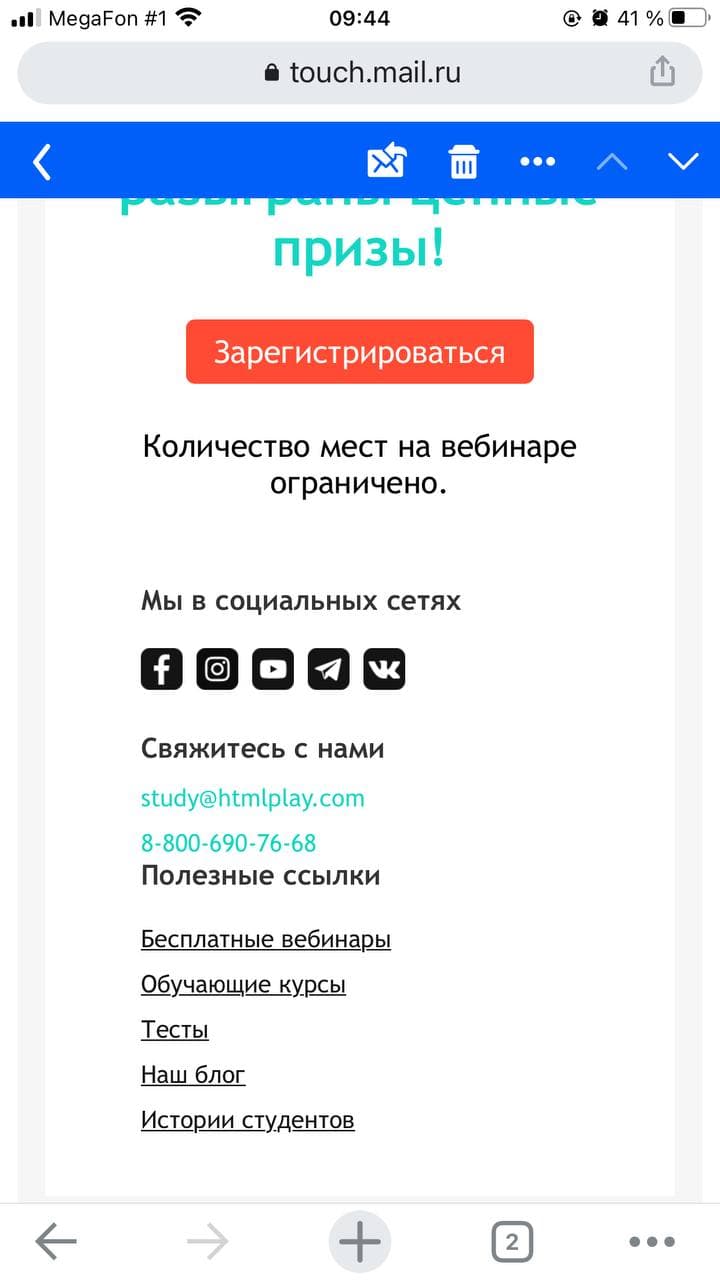 MegaFon #1
09:44
41 %
touch.mail.ru
разыграны ценные
призы!
Зарегистрироваться
Количество мест на вебинаре
ограничено.
Мы в социальных сетях
Свяжитесь с нами
study@htmlplay.com
8-800-690-76-68
Полезные ссылки
Бесплатные вебинары
Обучающие курсы
Тесты
Наш блог
Истории студентов
2